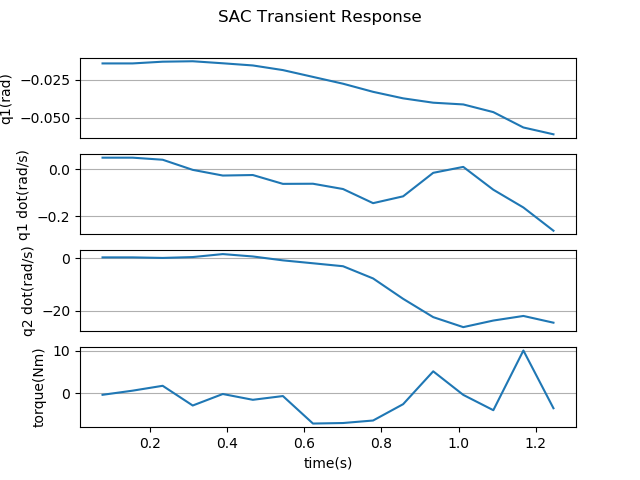 SAC Transient Response
q1(rad)
−0.025
−0.050
q1 dot(rad/s)
0.0
−0.2
q2 dot(rad/s)
0
−20
torque(Nm)
10
0
0.2 0.4 0.6 0.8 1.0 1.2
time(s)